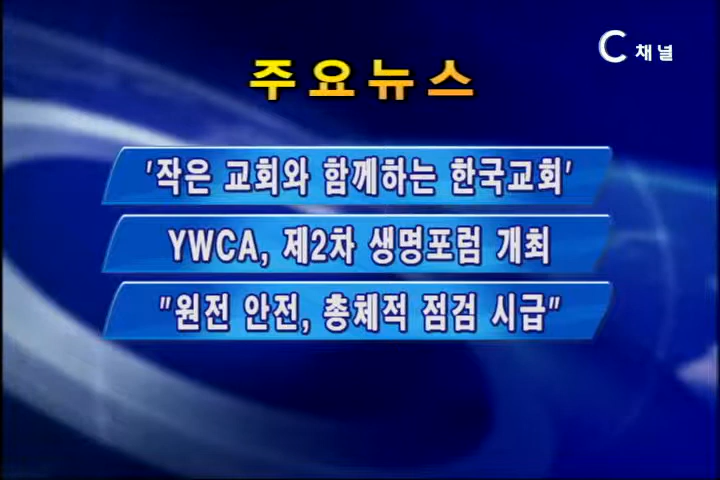 C 채널
주요뉴스
'작은 교회와 함께하는 한국교회'
YWCA, 제2차 생명포럼 개최
"원전 안전, 총체적 점검 시급"